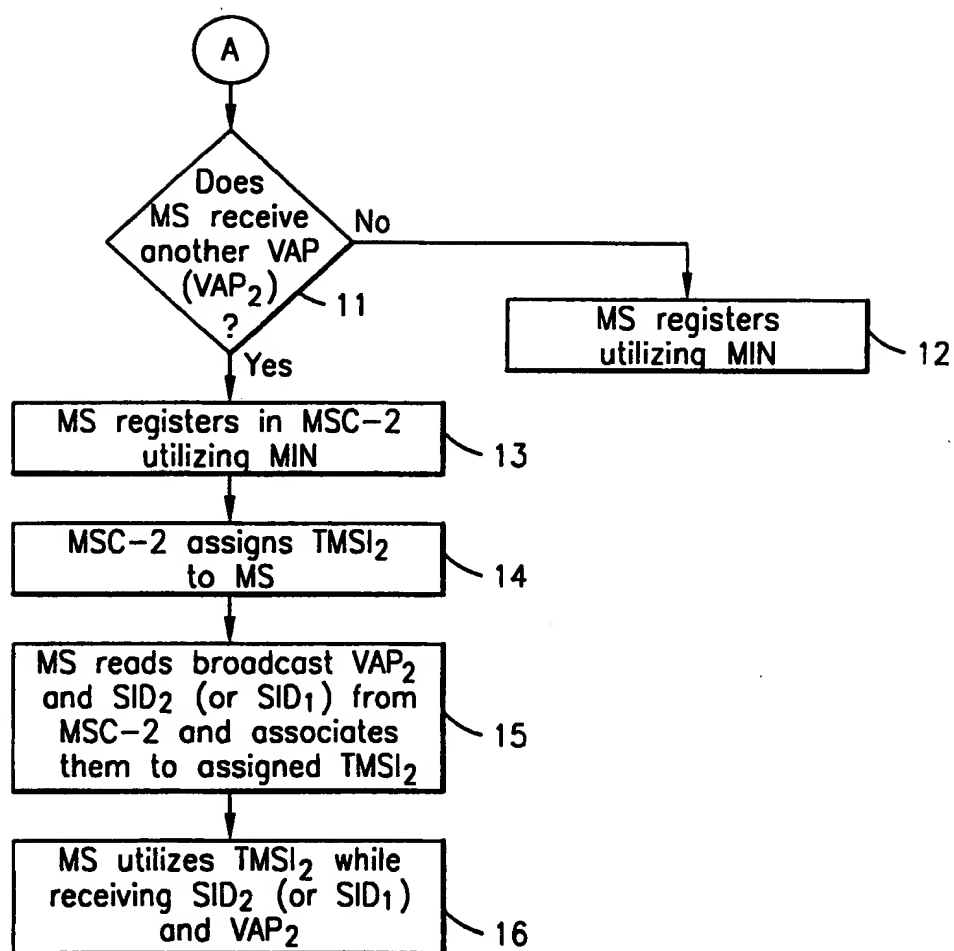 A
Does
MS receive
another VAP
(VAP₂)
?
No
11
Yes
MS registers
utilizing MIN
12
MS registers in MSC-2
utilizing MIN
13
MSC-2 assigns TMSI₂
to MS
14
MS reads broadcast VAP₂
and SID₂ (or SID₁) from
MSC-2 and associates
them to assigned TMSI₂
15
MS utilizes TMSI₂ while
receiving SID₂ (or SID₁)
and VAP₂
16